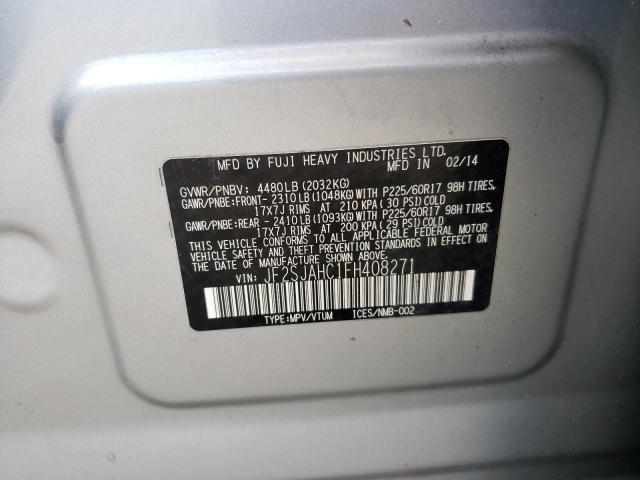 MFD BY FUJI HEAVY INDUSTRIES LTD.
MFD IN 02/14
GVWR/PNBV: 4480LB(2032KG)
GAWR/PNBE:FRONT- 2310LB(1048KG)WITH P225/60R17 98H TIRES,
17X7J RIMS AT 210 KPA(30 PSI)COLD
GAWR/PNBE:REAR -2410LB(1093KG)WITH P225/60R17 98H TIRES,
17X7J RIMS AT 200 KPA(29 PSI)COLD
THIS VEHICLE CONFORMS TO ALL APPLICABLE FEDERAL MOTOR
VEHICLE SAFETY AND THEFT PREVENTION STANDARDS IN EFFECT
ON THE DATE OF MANUFACTURE SHOWN ABOVE.
VIN: JF2SJAHC1FH408271
TYPE:MPV/VTUM ICES/NMB-002